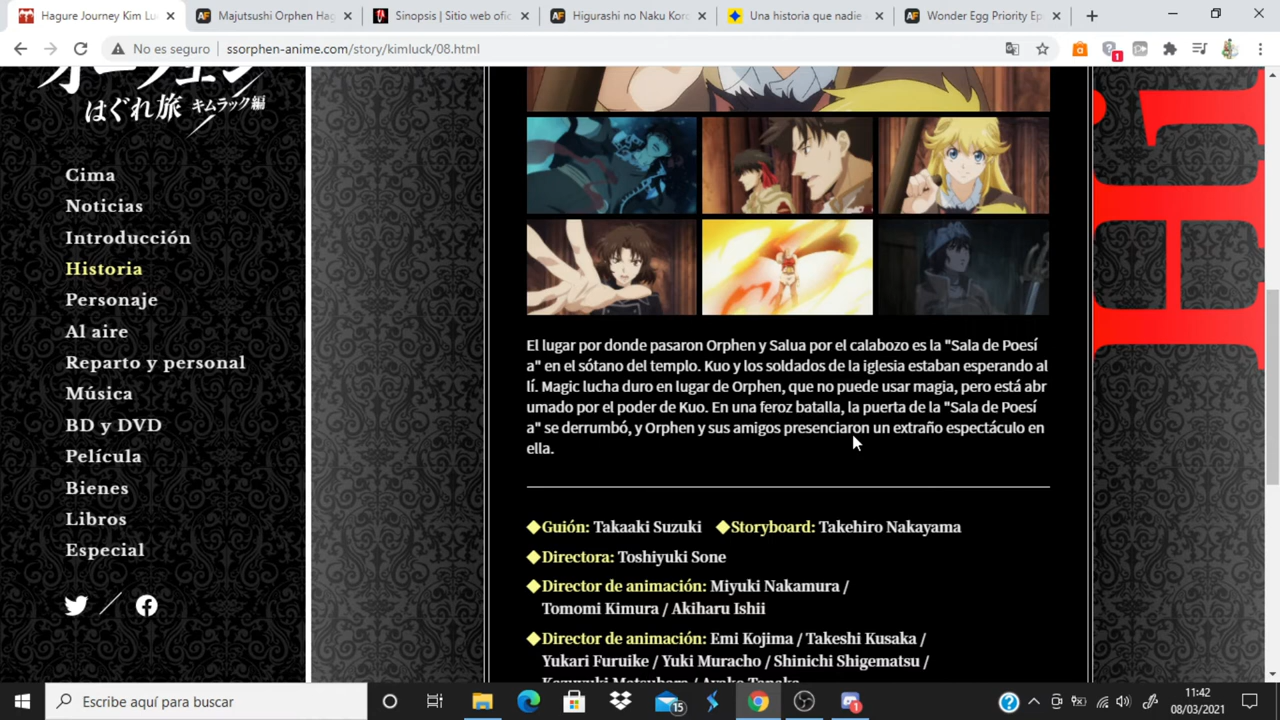 Hagure Journey Kim Lu
Majutsushi Orphen Hag
Sinopsis | Sitio web ofic
Higurashi no Naku Kor
Una historia que nadie
Wonder Egg Priority Ep
No es seguro
ssorphen-anime.com/story/kimluck/08.html
1
オーフェン
はぐれ旅 キムラック編
Cima
Noticias
Introducción
Historia
Personaje
Al aire
Reparto y personal
Música
BD y DVD
Película
Bienes
Libros
Especial
El lugar por donde pasaron Orphen y Salua por el calabozo es la "Sala de Poesí
a" en el sótano del templo. Kuo y los soldados de la iglesia estaban esperando al
lí. Magic lucha duro en lugar de Orphen, que no puede usar magia, pero está abr
umado por el poder de Kuo. En una feroz batalla, la puerta de la "Sala de Poesí
a" se derrumbó, y Orphen y sus amigos presenciaron un extraño espectáculo en
ella.
◆Guión: Takaaki Suzuki ◆Storyboard: Takehiro Nakayama
◆Directora: Toshiyuki Sone
◆Director de animación: Miyuki Nakamura /
Tomomi Kimura / Akiharu Ishii
◆Director de animación: Emi Kojima / Takeshi Kusaka /
Yukari Furuike / Yuki Muracho / Shinichi Shigematsu /
Escribe aquí para buscar
15
1
11:42
08/03/2021